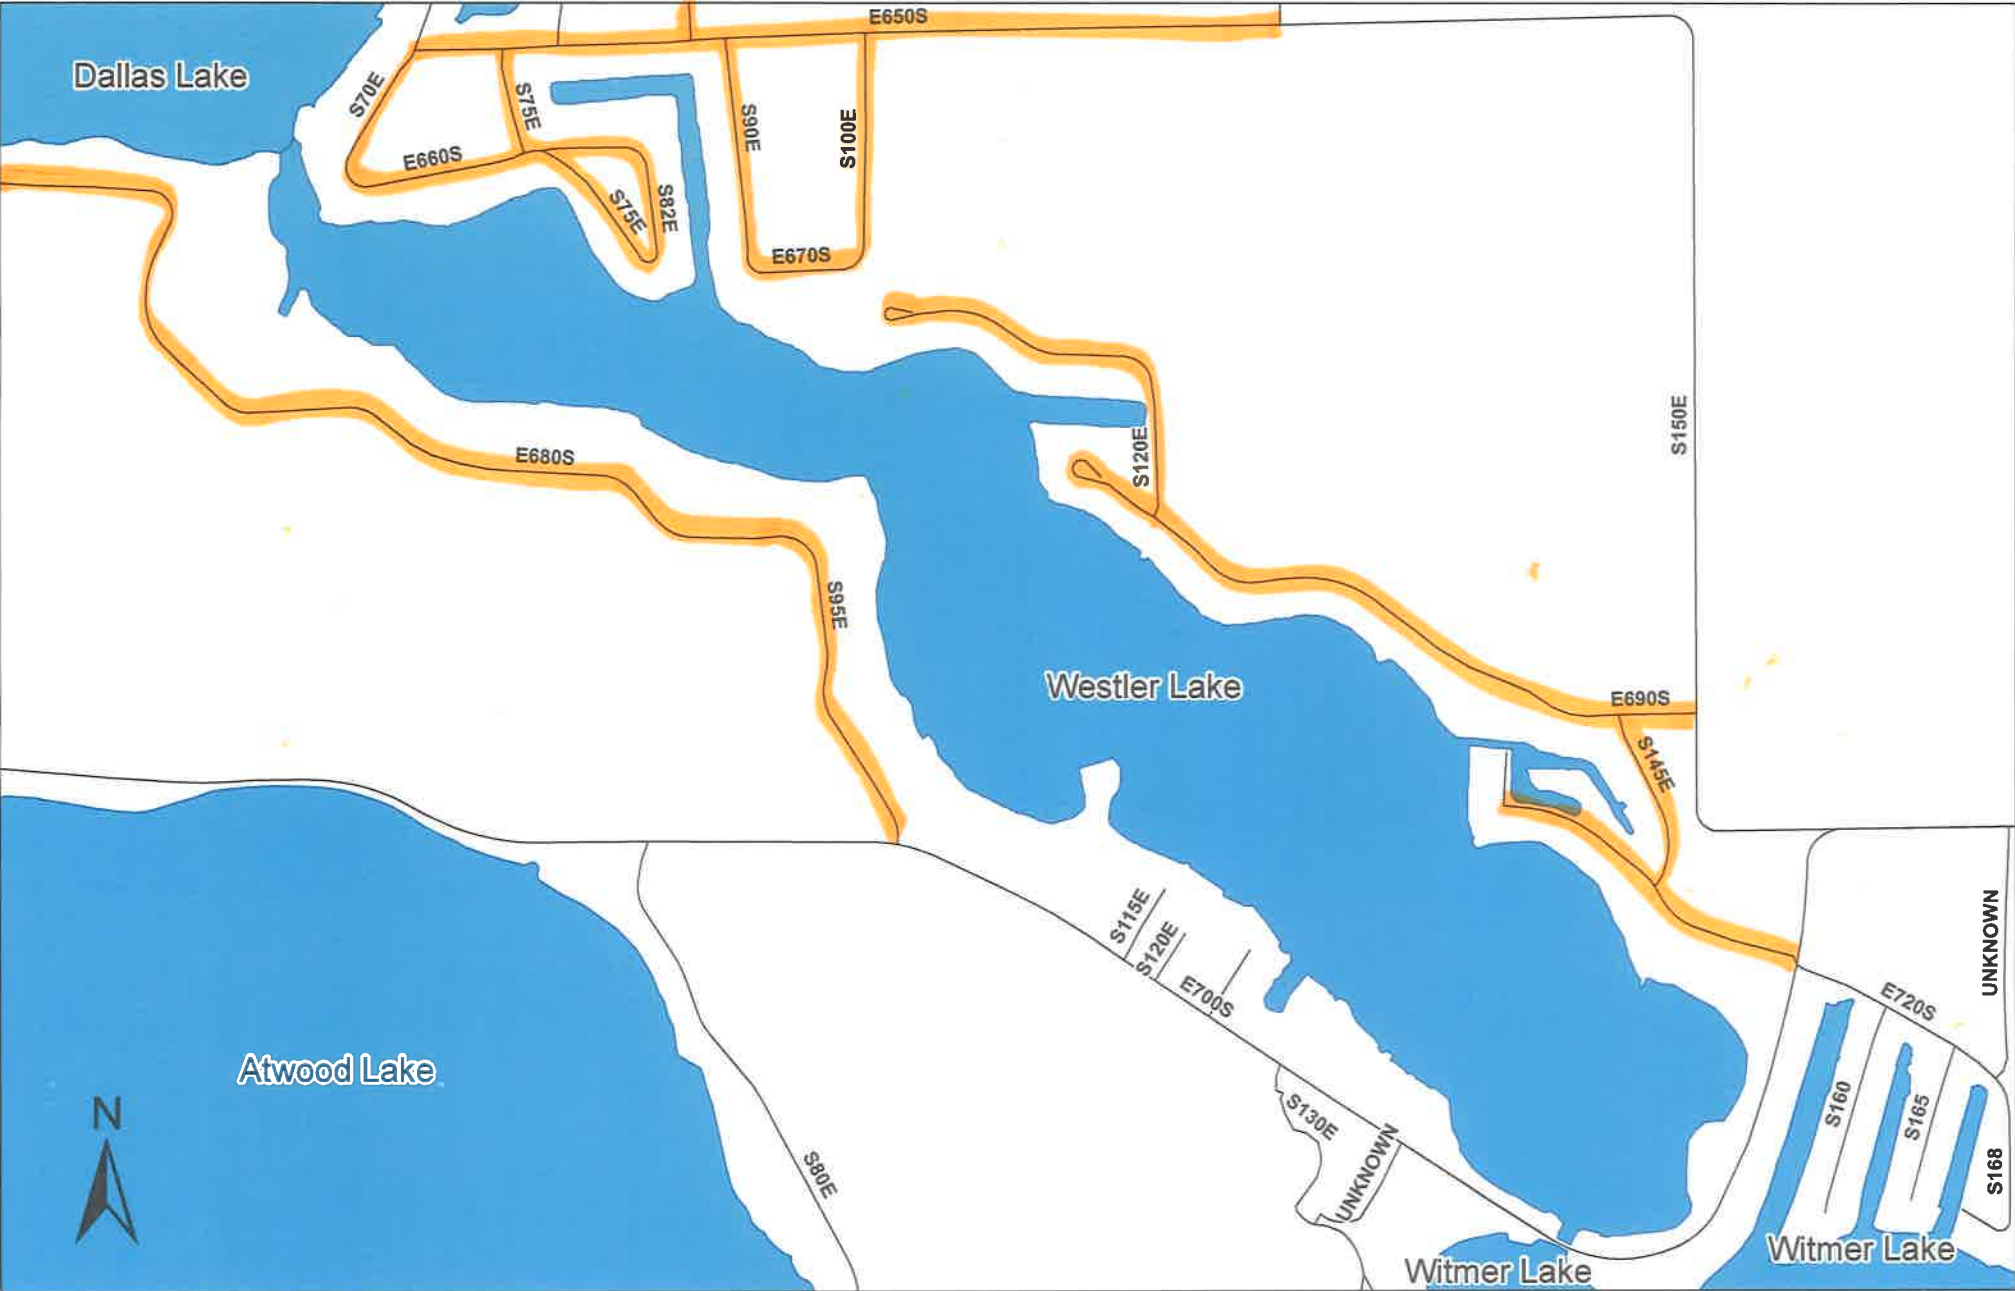 E650S
Dallas Lake
S70E
S75E
S90E
S100E
E660S
S75E
S82E
E670S
S150E
S120E
E680S
S95E
Westler Lake
E690S
S145E
S115E
S120E
E700S
UNKNOWN
E720S
Atwood Lake
N
S130E
UNKNOWN
S160
S165
S168
S80E
Witmer Lake
Witmer Lake